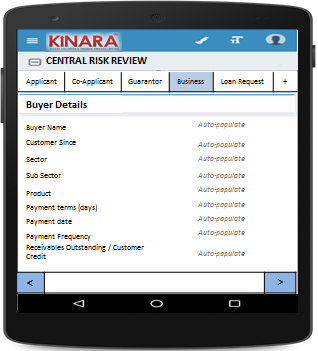 KINARA
CENTRAL RISK REVIEW
Applicant Co-Applicant Guarantor Business Loan Request +
Buyer Details
Buyer Name Auto-populate
Customer Since Auto-populate
Sector Auto-populate
Sub Sector Auto-populate
Product Auto-populate
Payment terms (days) Auto-populate
Payment date Auto-populate
Payment Frequency Auto-populate
Receivables Outstanding / Customer
Credit Auto-populate
< >